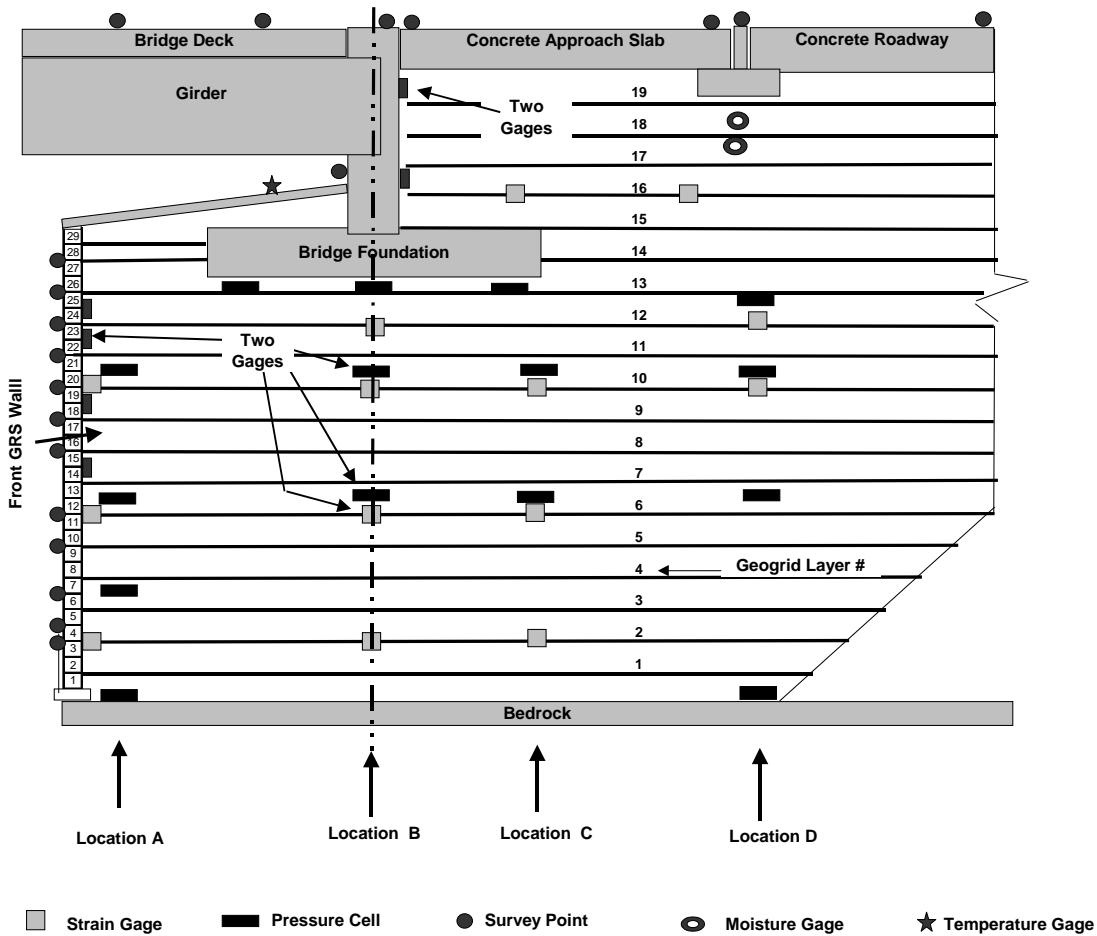 Bridge Deck
Concrete Approach Slab
Concrete Roadway
Girder
19
Two
Gages
18
17
16
15
29
28
27
26
25
24
23
22
21
20
19
18
17
16
15
14
13
12
11
10
9
8
7
6
5
4
3
2
1
Bridge Foundation
14
13
12
Two
Gages
11
10
9
8
7
6
5
4
Geogrid Layer #
3
2
1
Front GRS Walll
Bedrock
Location A
Location B
Location C
Location D
Strain Gage
Pressure Cell
Survey Point
Moisture Gage
Temperature Gage